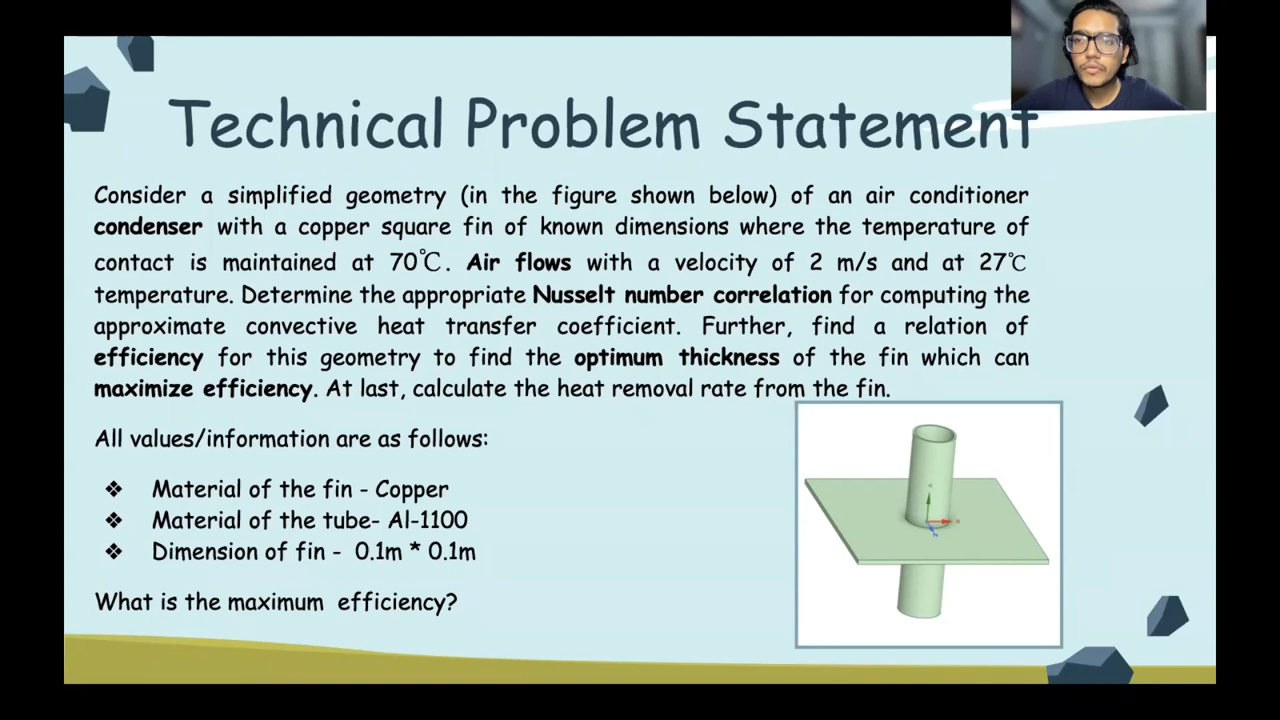 Technical Problem Statement
Consider a simplified geometry (in the figure shown below) of an air conditioner
condenser with a copper square fin of known dimensions where the temperature of
contact is maintained at 70℃. Air flows with a velocity of 2 m/s and at 27℃
temperature. Determine the appropriate Nusselt number correlation for computing the
approximate convective heat transfer coefficient. Further, find a relation of
efficiency for this geometry to find the optimum thickness of the fin which can
maximize efficiency. At last, calculate the heat removal rate from the fin.
All values/information are as follows:
❖ Material of the fin - Copper
❖ Material of the tube- Al-1100
❖ Dimension of fin - 0.1m * 0.1m
What is the maximum efficiency?